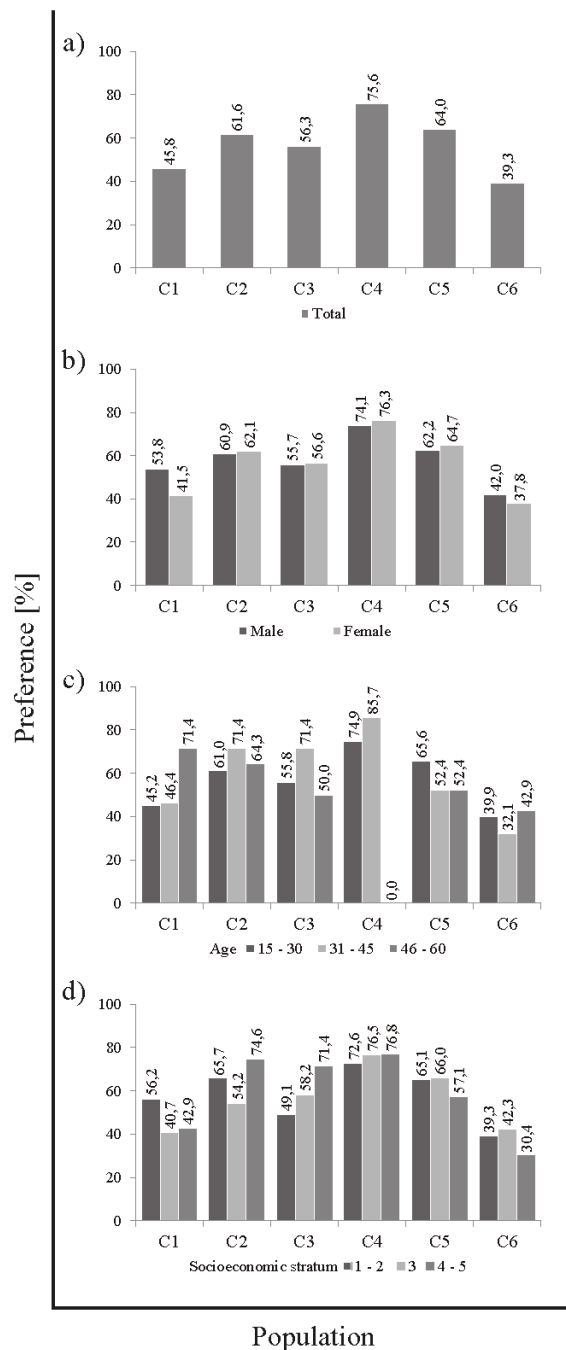 Preference [%]
a)
100
80
60
40
20
0
45,8
61,6
56,3
75,6
64,0
39,3
C1 C2 C3 C4 C5 C6
Total
b)
100
80
60
40
20
0
53,8 41,5
60,9 62,1
55,7 56,6
74,1 76,3
62,2 64,7
42,0 37,8
C1 C2 C3 C4 C5 C6
Male Female
c)
100
80
60
40
20
0
45,2 46,4 71,4
61,0 71,4 64,3
55,8 71,4 50,0
74,9 85,7 0,0
65,6 52,4 52,4
39,9 32,1 42,9
C1 C2 C3 C4 C5 C6
Age 15 - 30 31 - 45 46 - 60
d)
100
80
60
40
20
0
56,2 40,7 42,9
65,7 54,2 74,6
49,1 58,2 71,4
72,6 76,5 76,8
65,1 66,0 57,1
39,3 42,3 30,4
C1 C2 C3 C4 C5 C6
Socioeconomic stratum 1 - 2 3 4 - 5
Population